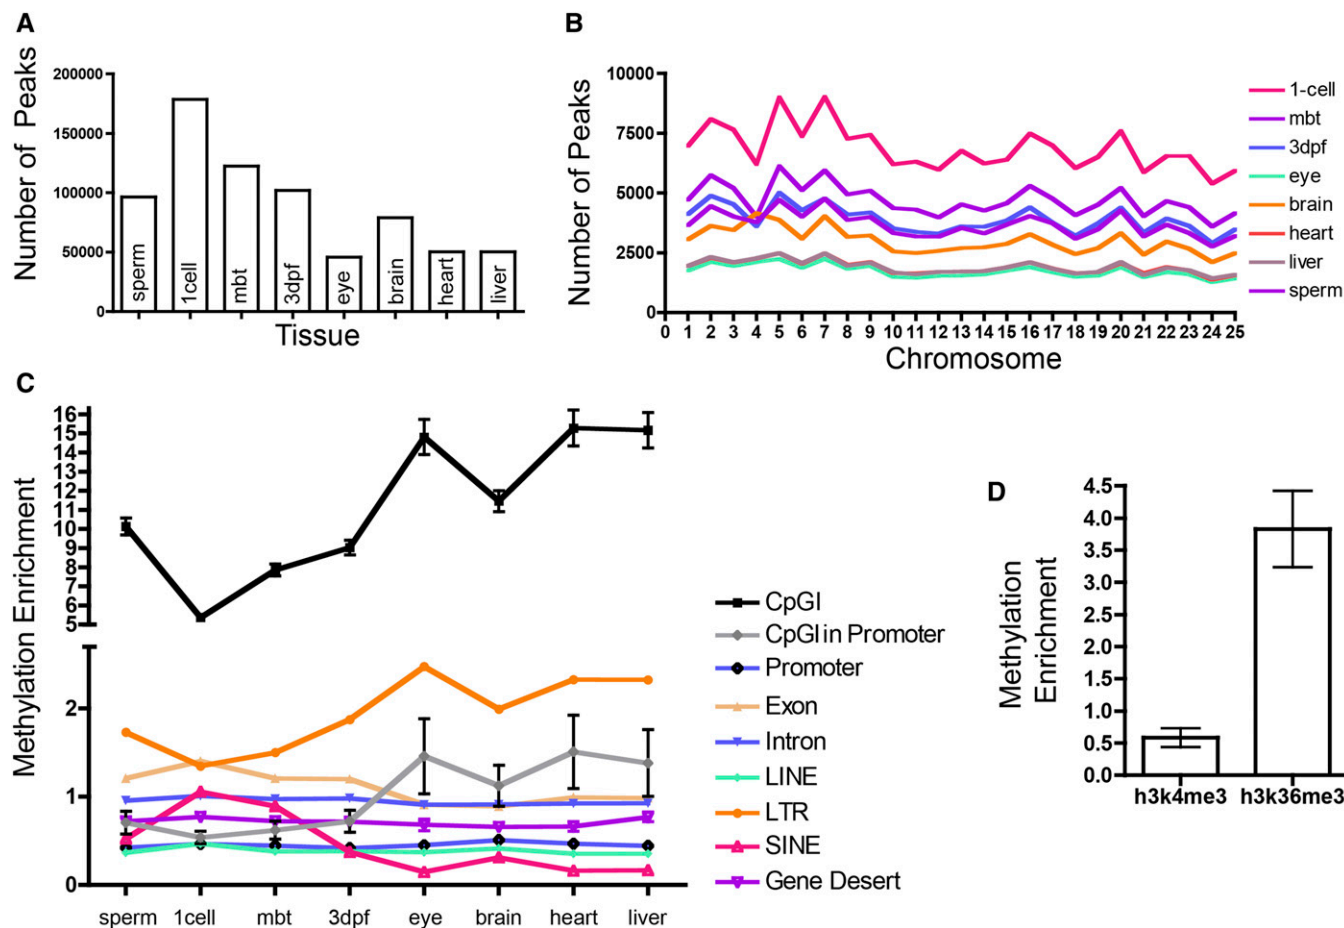 A
Number of Peaks
200000
150000
100000
50000
0
sperm
1cell
mbt
3dpf
eye
brain
heart
liver
Tissue
B
Number of Peaks
10000
7500
5000
2500
0
0 1 2 3 4 5 6 7 8 9 10 11 12 13 14 15 16 17 18 19 20 21 22 23 24 25
Chromosome
1-cell
mbt
3dpf
eye
brain
heart
liver
sperm
C
Methylation Enrichment
16
15
14
13
12
11
10
9
8
7
6
5
2
1
0
sperm 1cell mbt 3dpf eye brain heart liver
CpGI
CpGI in Promoter
Promoter
Exon
Intron
LINE
LTR
SINE
Gene Desert
D
Methylation
Enrichment
4.5
4.0
3.5
3.0
2.5
2.0
1.5
1.0
0.5
0.0
h3k4me3 h3k36me3